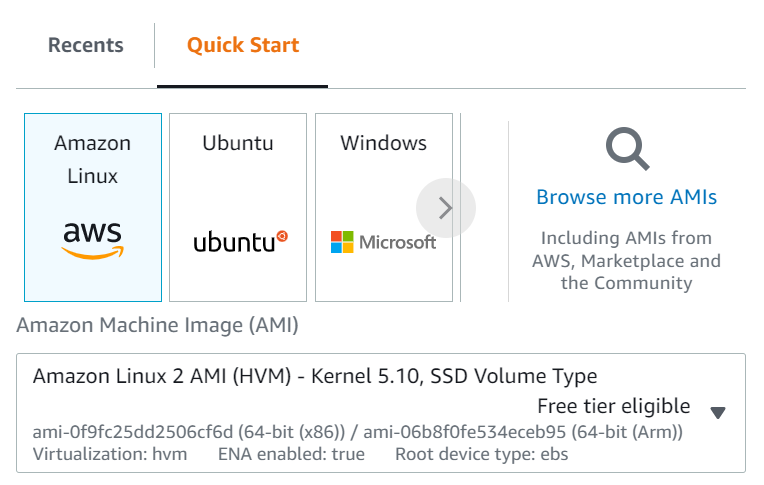 Recents
Quick Start
Amazon
Linux
aws
Ubuntu
ubuntu
Windows
Microsoft
Browse more AMIs
Including AMIs from
AWS, Marketplace and
the Community
Amazon Machine Image (AMI)
Amazon Linux 2 AMI (HVM) - Kernel 5.10, SSD Volume Type
Free tier eligible
ami-0f9fc25dd2506cf6d (64-bit (x86)) / ami-06b8f0fe534eceb95 (64-bit (Arm))
Virtualization: hvm ENA enabled: true Root device type: ebs